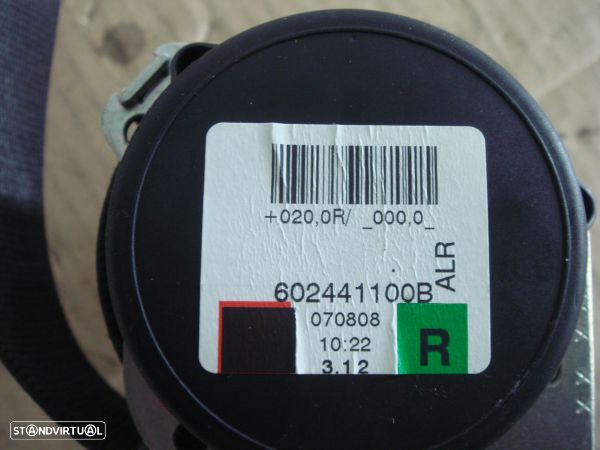 +020,0R/ _000,0_
ALR
602441100B
070808
10:22
3.12
R
STANDVIRTUAL